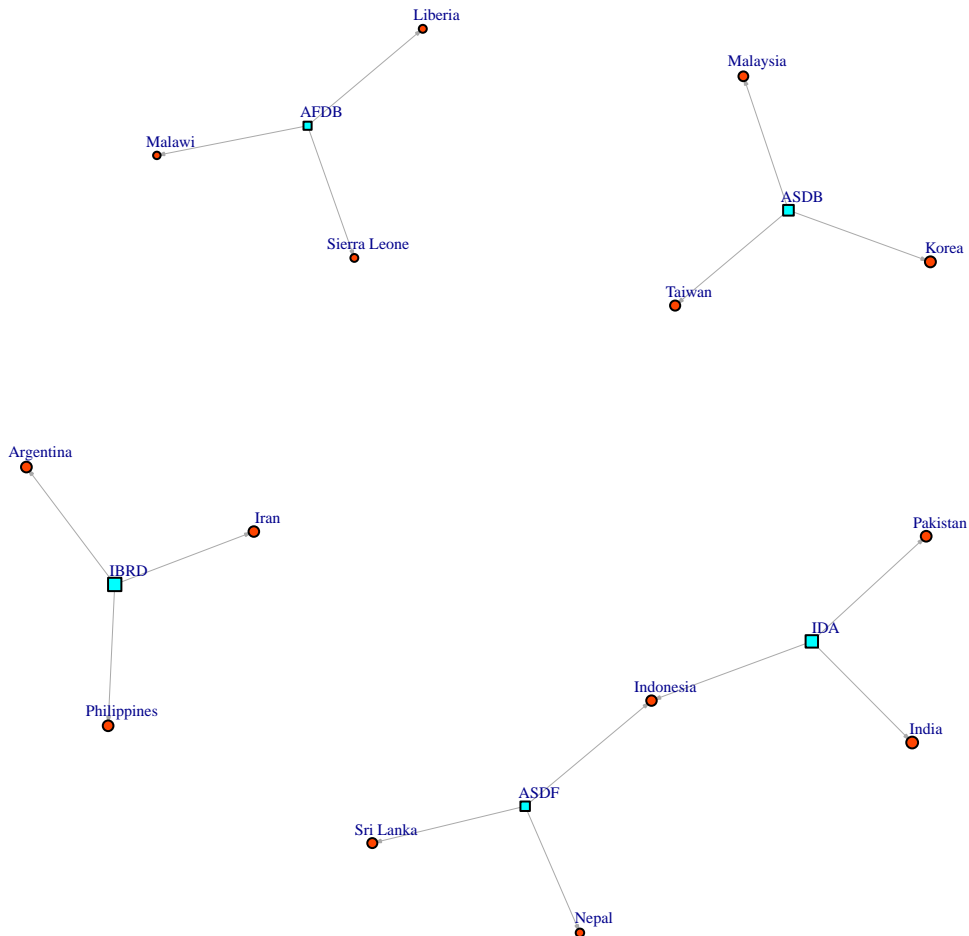 Liberia
Malaysia
AFDB
Malawi
ASDB
Sierra Leone
Korea
Taiwan
Argentina
Iran
Pakistan
IBRD
IDA
Indonesia
Philippines
India
ASDF
Sri Lanka
Nepal